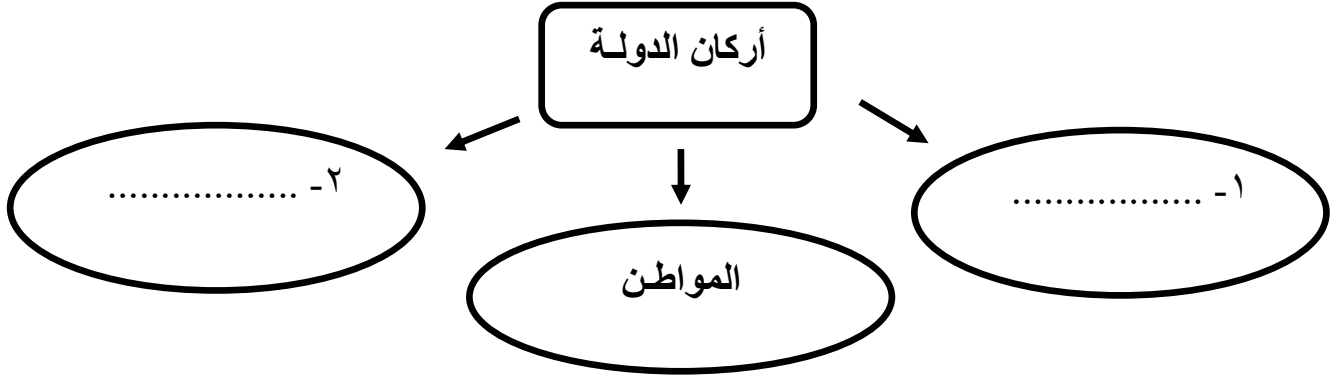 أركان الدولـة
١- ..................
٢- ..................
المواطـن